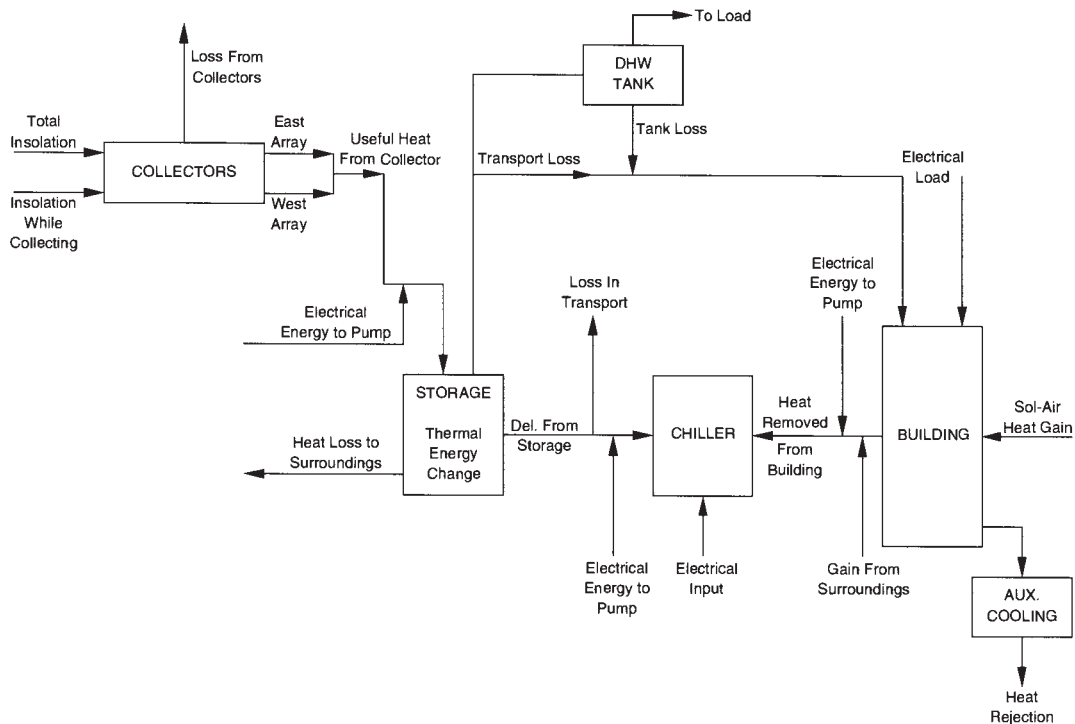 To Load
DHW
TANK
Loss From
Collectors
Tank Loss
Total
Insolation
East
Array
Useful Heat
From Collector
COLLECTORS
Transport Loss
Electrical
Load
Insolation
While
Collecting
West
Array
Electrical
Energy to
Pump
Loss In
Transport
Electrical
Energy to Pump
STORAGE
Thermal
Energy
Change
Del. From
Storage
CHILLER
Heat
Removed
From
Building
BUILDING
Sol-Air
Heat Gain
Heat Loss to
Surroundings
Electrical
Energy to
Pump
Electrical
Input
Gain From
Surroundings
AUX.
COOLING
Heat
Rejection